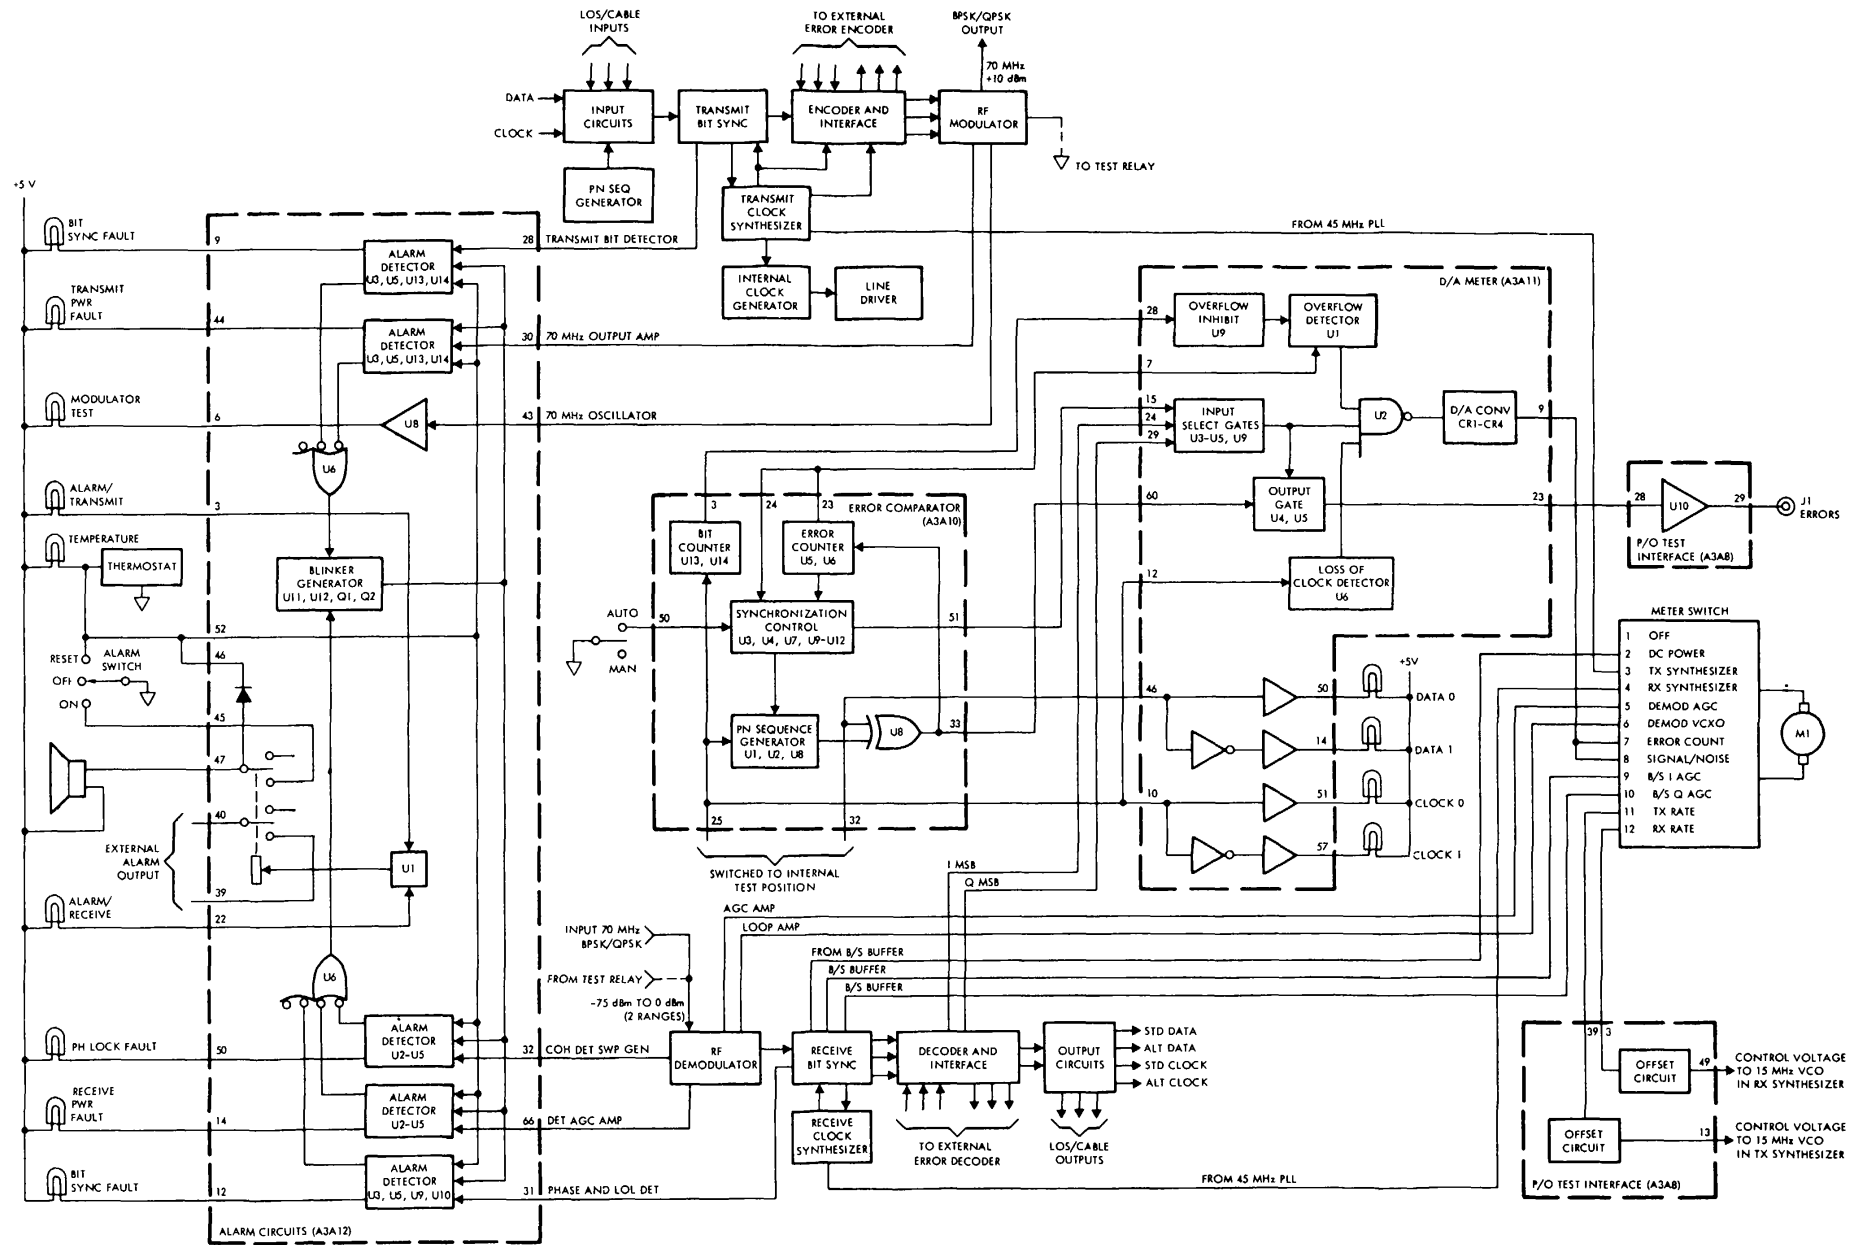 LOS/CABLE
INPUTS
TO EXTERNAL
ERROR ENCODER
BPSK/QPSK
OUTPUT
70 MHz
+10 dBm
DATA
CLOCK
INPUT
CIRCUITS
TRANSMIT
BIT SYNC
ENCODER AND
INTERFACE
RF
MODULATOR
TO TEST RELAY
PN SEQ
GENERATOR
TRANSMIT
CLOCK
SYNTHESIZER
FROM 45 MHz PLL
INTERNAL
CLOCK
GENERATOR
LINE
DRIVER
+5 V
BIT
SYNC FAULT
9
ALARM
DETECTOR
U3, U5, U13, U14
28
TRANSMIT BIT DETECTOR
TRANSMIT
PWR
FAULT
44
ALARM
DETECTOR
U3, U5, U13, U14
30
70 MHz OUTPUT AMP
MODULATOR
TEST
6
U8
43
70 MHz OSCILLATOR
U6
ALARM/
TRANSMIT
3
TEMPERATURE
THERMOSTAT
BLINKER
GENERATOR
U11, U12, Q1, Q2
52
46
RESET
ALARM
SWITCH
OFF
ON
45
47
40
EXTERNAL
ALARM
OUTPUT
39
U1
ALARM/
RECEIVE
22
U6
PH LOCK FAULT
50
ALARM
DETECTOR
U2-U5
32
COH DET SWP GEN
RECEIVE
PWR
FAULT
14
ALARM
DETECTOR
U2-U5
66
DET AGC AMP
BIT
SYNC FAULT
12
ALARM
DETECTOR
U3, U5, U9, U10
31
PHASE AND LOL DET
ALARM CIRCUITS (A3A12)
3
24
23
ERROR COMPARATOR
(A3A10)
BIT
COUNTER
U13, U14
ERROR
COUNTER
U5, U6
AUTO
MAN
50
SYNCHRONIZATION
CONTROL
U3, U4, U7, U9-U12
51
PN SEQUENCE
GENERATOR
U1, U2, U8
U8
33
25
32
SWITCHED TO INTERNAL
TEST POSITION
D/A METER (A3A11)
28
OVERFLOW
INHIBIT
U9
OVERFLOW
DETECTOR
U1
7
15
24
29
INPUT
SELECT GATES
U3-U5, U9
U2
D/A CONV
CR1-CR4
9
60
OUTPUT
GATE
U4, U5
23
12
LOSS OF
CLOCK DETECTOR
U6
46
50
+5V
DATA 0
14
DATA 1
10
51
CLOCK 0
57
CLOCK 1
28
U10
29
J1
ERRORS
P/O TEST
INTERFACE (A3A8)
METER SWITCH
1 OFF
2 DC POWER
3 TX SYNTHESIZER
4 RX SYNTHESIZER
5 DEMOD AGC
6 DEMOD VCXO
7 ERROR COUNT
8 SIGNAL/NOISE
9 B/S I AGC
10 B/S Q AGC
11 TX RATE
12 RX RATE
M1
I MSB
Q MSB
AGC AMP
LOOP AMP
FROM B/S BUFFER
B/S BUFFER
B/S BUFFER
INPUT 70 MHz
BPSK/QPSK
FROM TEST RELAY
-75 dBm TO 0 dBm
(2 RANGES)
RF
DEMODULATOR
RECEIVE
BIT SYNC
DECODER AND
INTERFACE
OUTPUT
CIRCUITS
STD DATA
ALT DATA
STD CLOCK
ALT CLOCK
RECEIVE
CLOCK
SYNTHESIZER
TO EXTERNAL
ERROR DECODER
LOS/CABLE
OUTPUTS
FROM 45 MHz PLL
39
3
OFFSET
CIRCUIT
49
CONTROL VOLTAGE
TO 15 MHz VCO
IN RX SYNTHESIZER
OFFSET
CIRCUIT
13
CONTROL VOLTAGE
TO 15 MHz VCO
IN TX SYNTHESIZER
P/O TEST INTERFACE (A3A8)